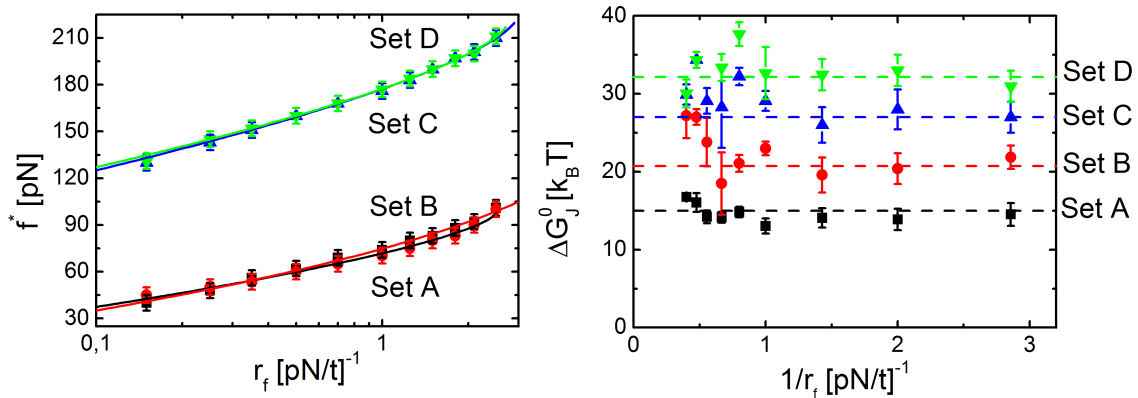 210
180
150
120
90
60
30
f* [pN]
Set D
Set C
Set B
Set A
0,1
1
r_f [pN/t]^-1
40
30
20
10
0
ΔG_J^0 [k_BT]
Set D
Set C
Set B
Set A
0
1
2
3
1/r_f [pN/t]^-1